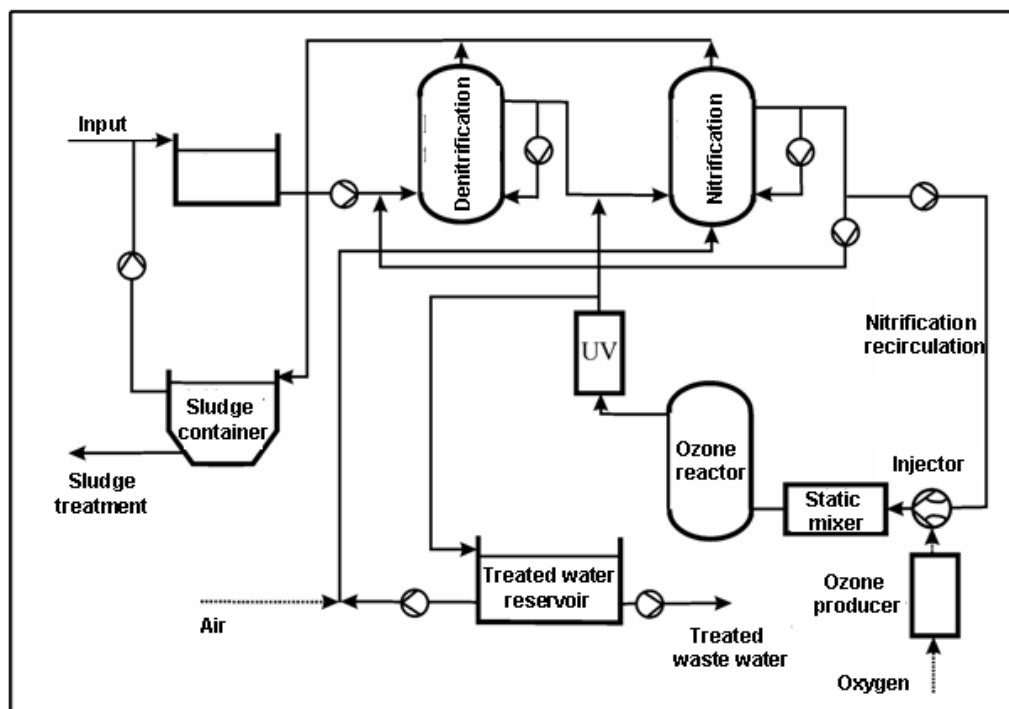 Input
Denitrification
Nitrification
UV
Nitrification
recirculation
Sludge
container
Sludge
treatment
Ozone
reactor
Injector
Static
mixer
Treated water
reservoir
Ozone
producer
Air
Treated
waste water
Oxygen